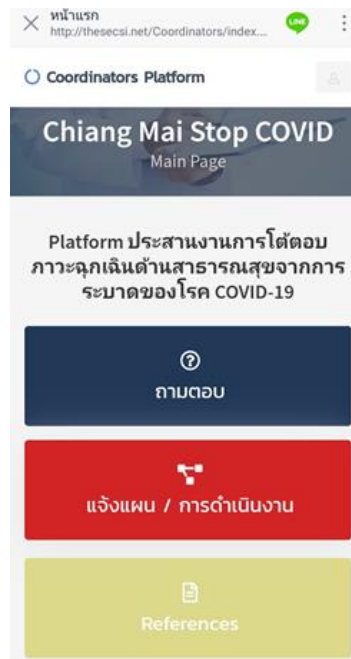 หน้าแรก
http://thesecsi.net/Coordinators/index...
LINE
Coordinators Platform
Chiang Mai Stop COVID
Main Page
Platform ประสานงานการโต้ตอบ
ภาวะฉุกเฉินด้านสาธารณสุขจากการ
ระบาดของโรค COVID-19
ถามตอบ
แจ้งแผน / การดำเนินงาน
References